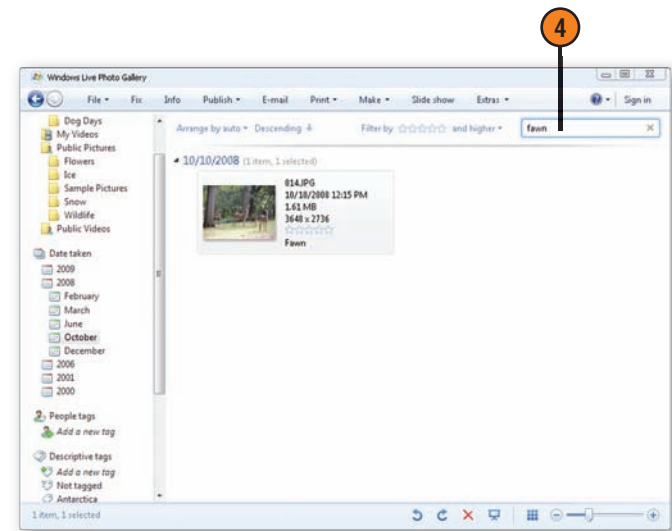 4
Windows Live Photo Gallery
File Fix Info Publish E-mail Print Make Slide show Extras Sign in
Arrange by auto Descending Filter by and higher fawn
Dog Days
My Videos
Public Pictures
Flowers
Ice
Sample Pictures
Snow
Wildlife
Public Videos
Date taken
2009
2008
February
March
June
October
December
2006
2001
2000
People tags
Add a new tag
Descriptive tags
Add a new tag
Not tagged
Antarctica
10/10/2008 (1 item, 1 selected)
014.JPG
10/10/2008 12:15 PM
1.61 MB
3648 x 2736
Fawn
1 item, 1 selected